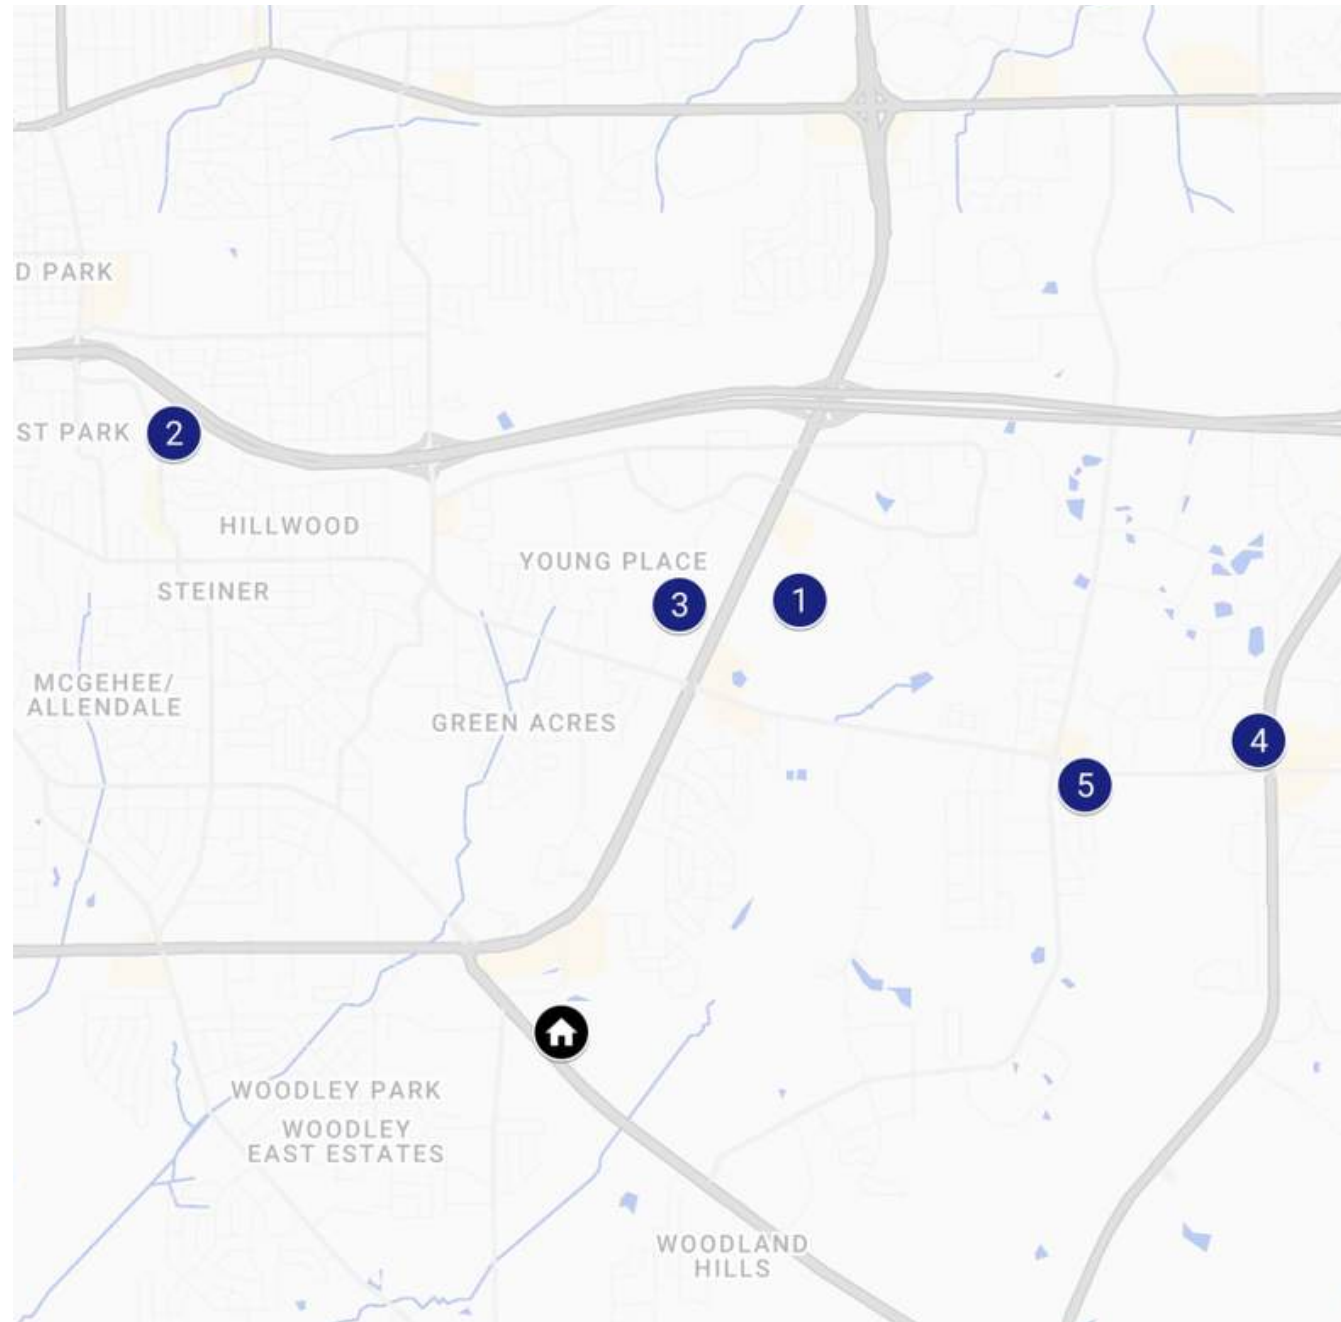 D PARK
ST PARK
2
HILLWOOD
YOUNG PLACE
STEINER
3
1
MCGEHEE/
ALLENDALE
GREEN ACRES
4
5
WOODLEY PARK
WOODLEY
EAST ESTATES
WOODLAND
HILLS